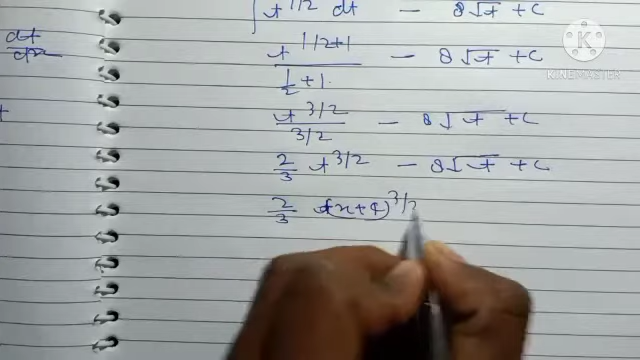 ∫ t^1/2 dt - 8√t + C
dt/dx
t^1/2+1 / 1/2+1 - 8√t + C
t^3/2 / 3/2 - 8√t + C
2/3 t^3/2 - 8√t + C
2/3 (x+4)^3/2
KINEMASTER